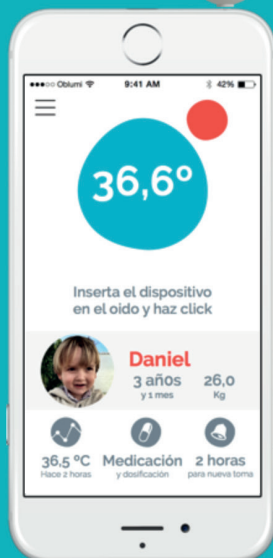 Oblumi 9:41 AM 42%
36,6º
Inserta el dispositivo
en el oido y haz click
Daniel
3 años 26,0
y 1 mes Kg
36,5 ºC Medicación 2 horas
Hace 2 horas y dosificación para nueva toma